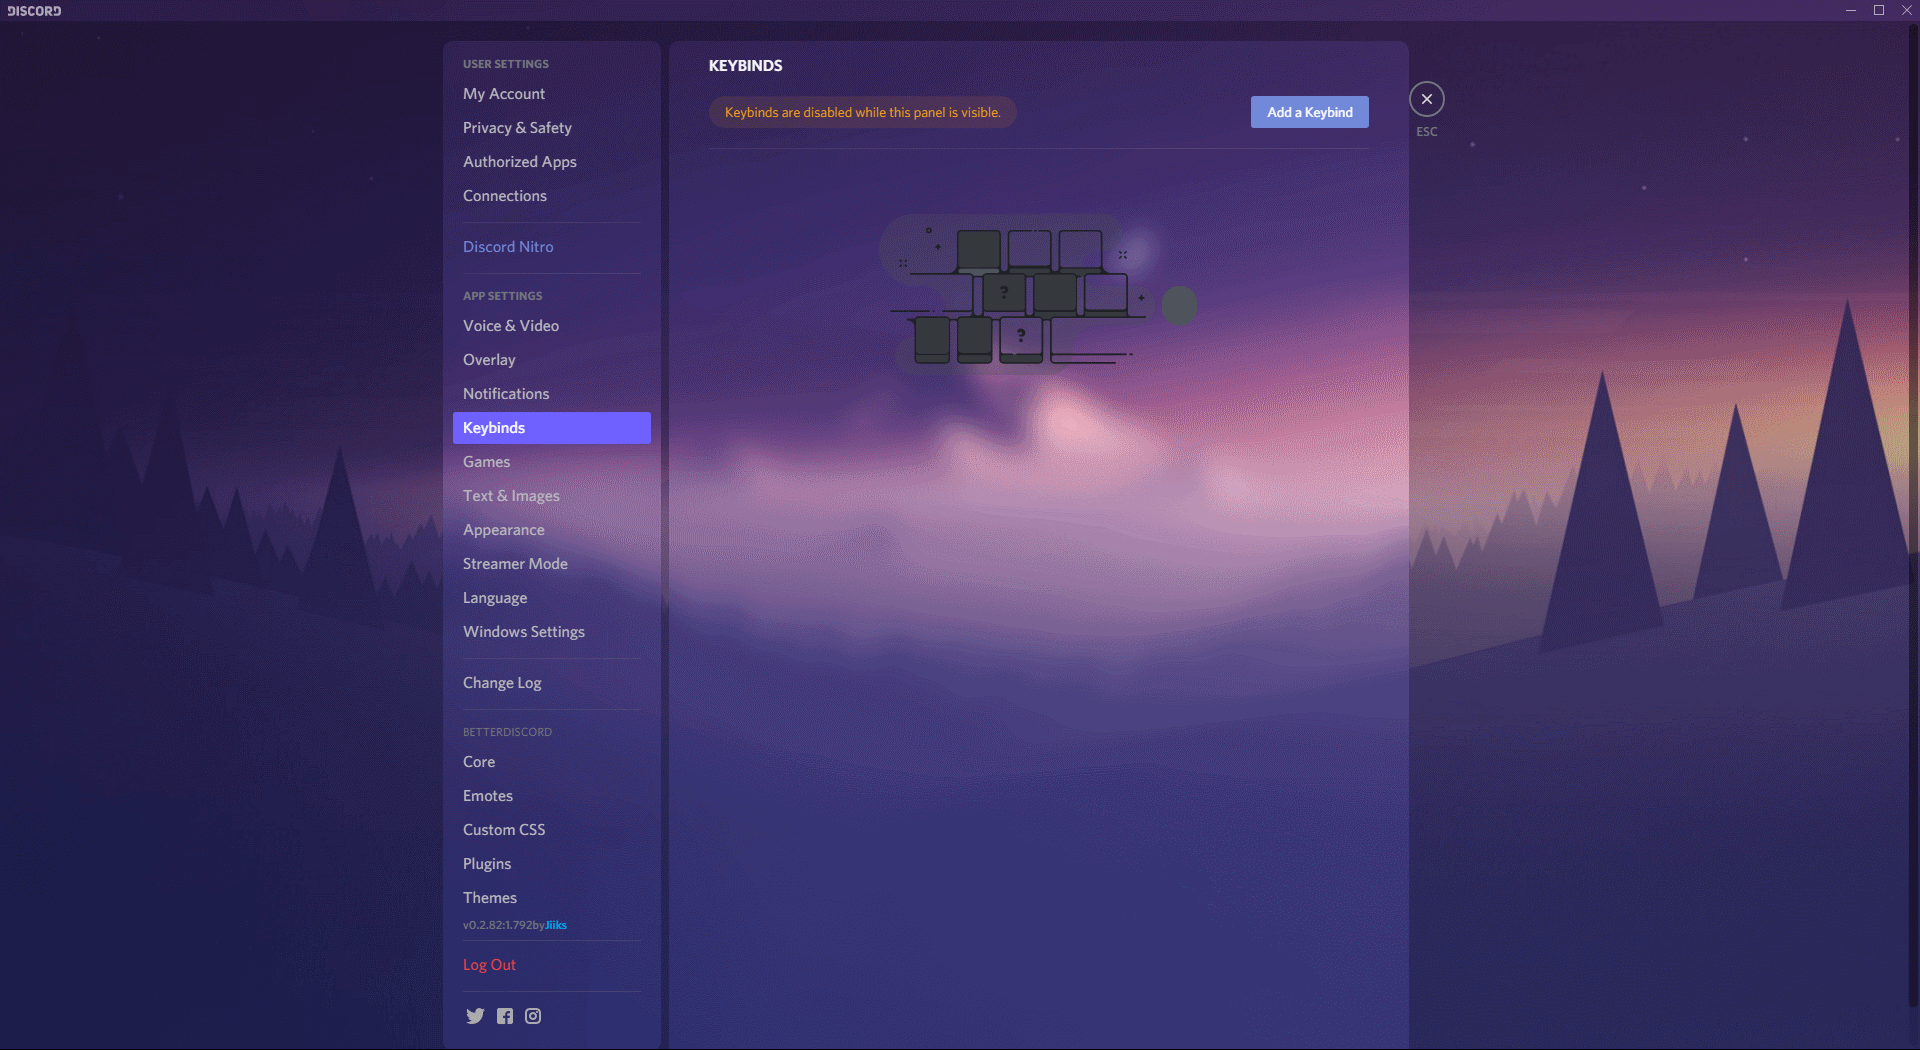 DISCORD
USER SETTINGS
My Account
Privacy & Safety
Authorized Apps
Connections
Discord Nitro
APP SETTINGS
Voice & Video
Overlay
Notifications
Keybinds
Games
Text & Images
Appearance
Streamer Mode
Language
Windows Settings
Change Log
BETTERDISCORD
Core
Emotes
Custom CSS
Plugins
Themes
v0.2.82:1.792byJiiks
Log Out
KEYBINDS
Keybinds are disabled while this panel is visible.
Add a Keybind
ESC
?
?